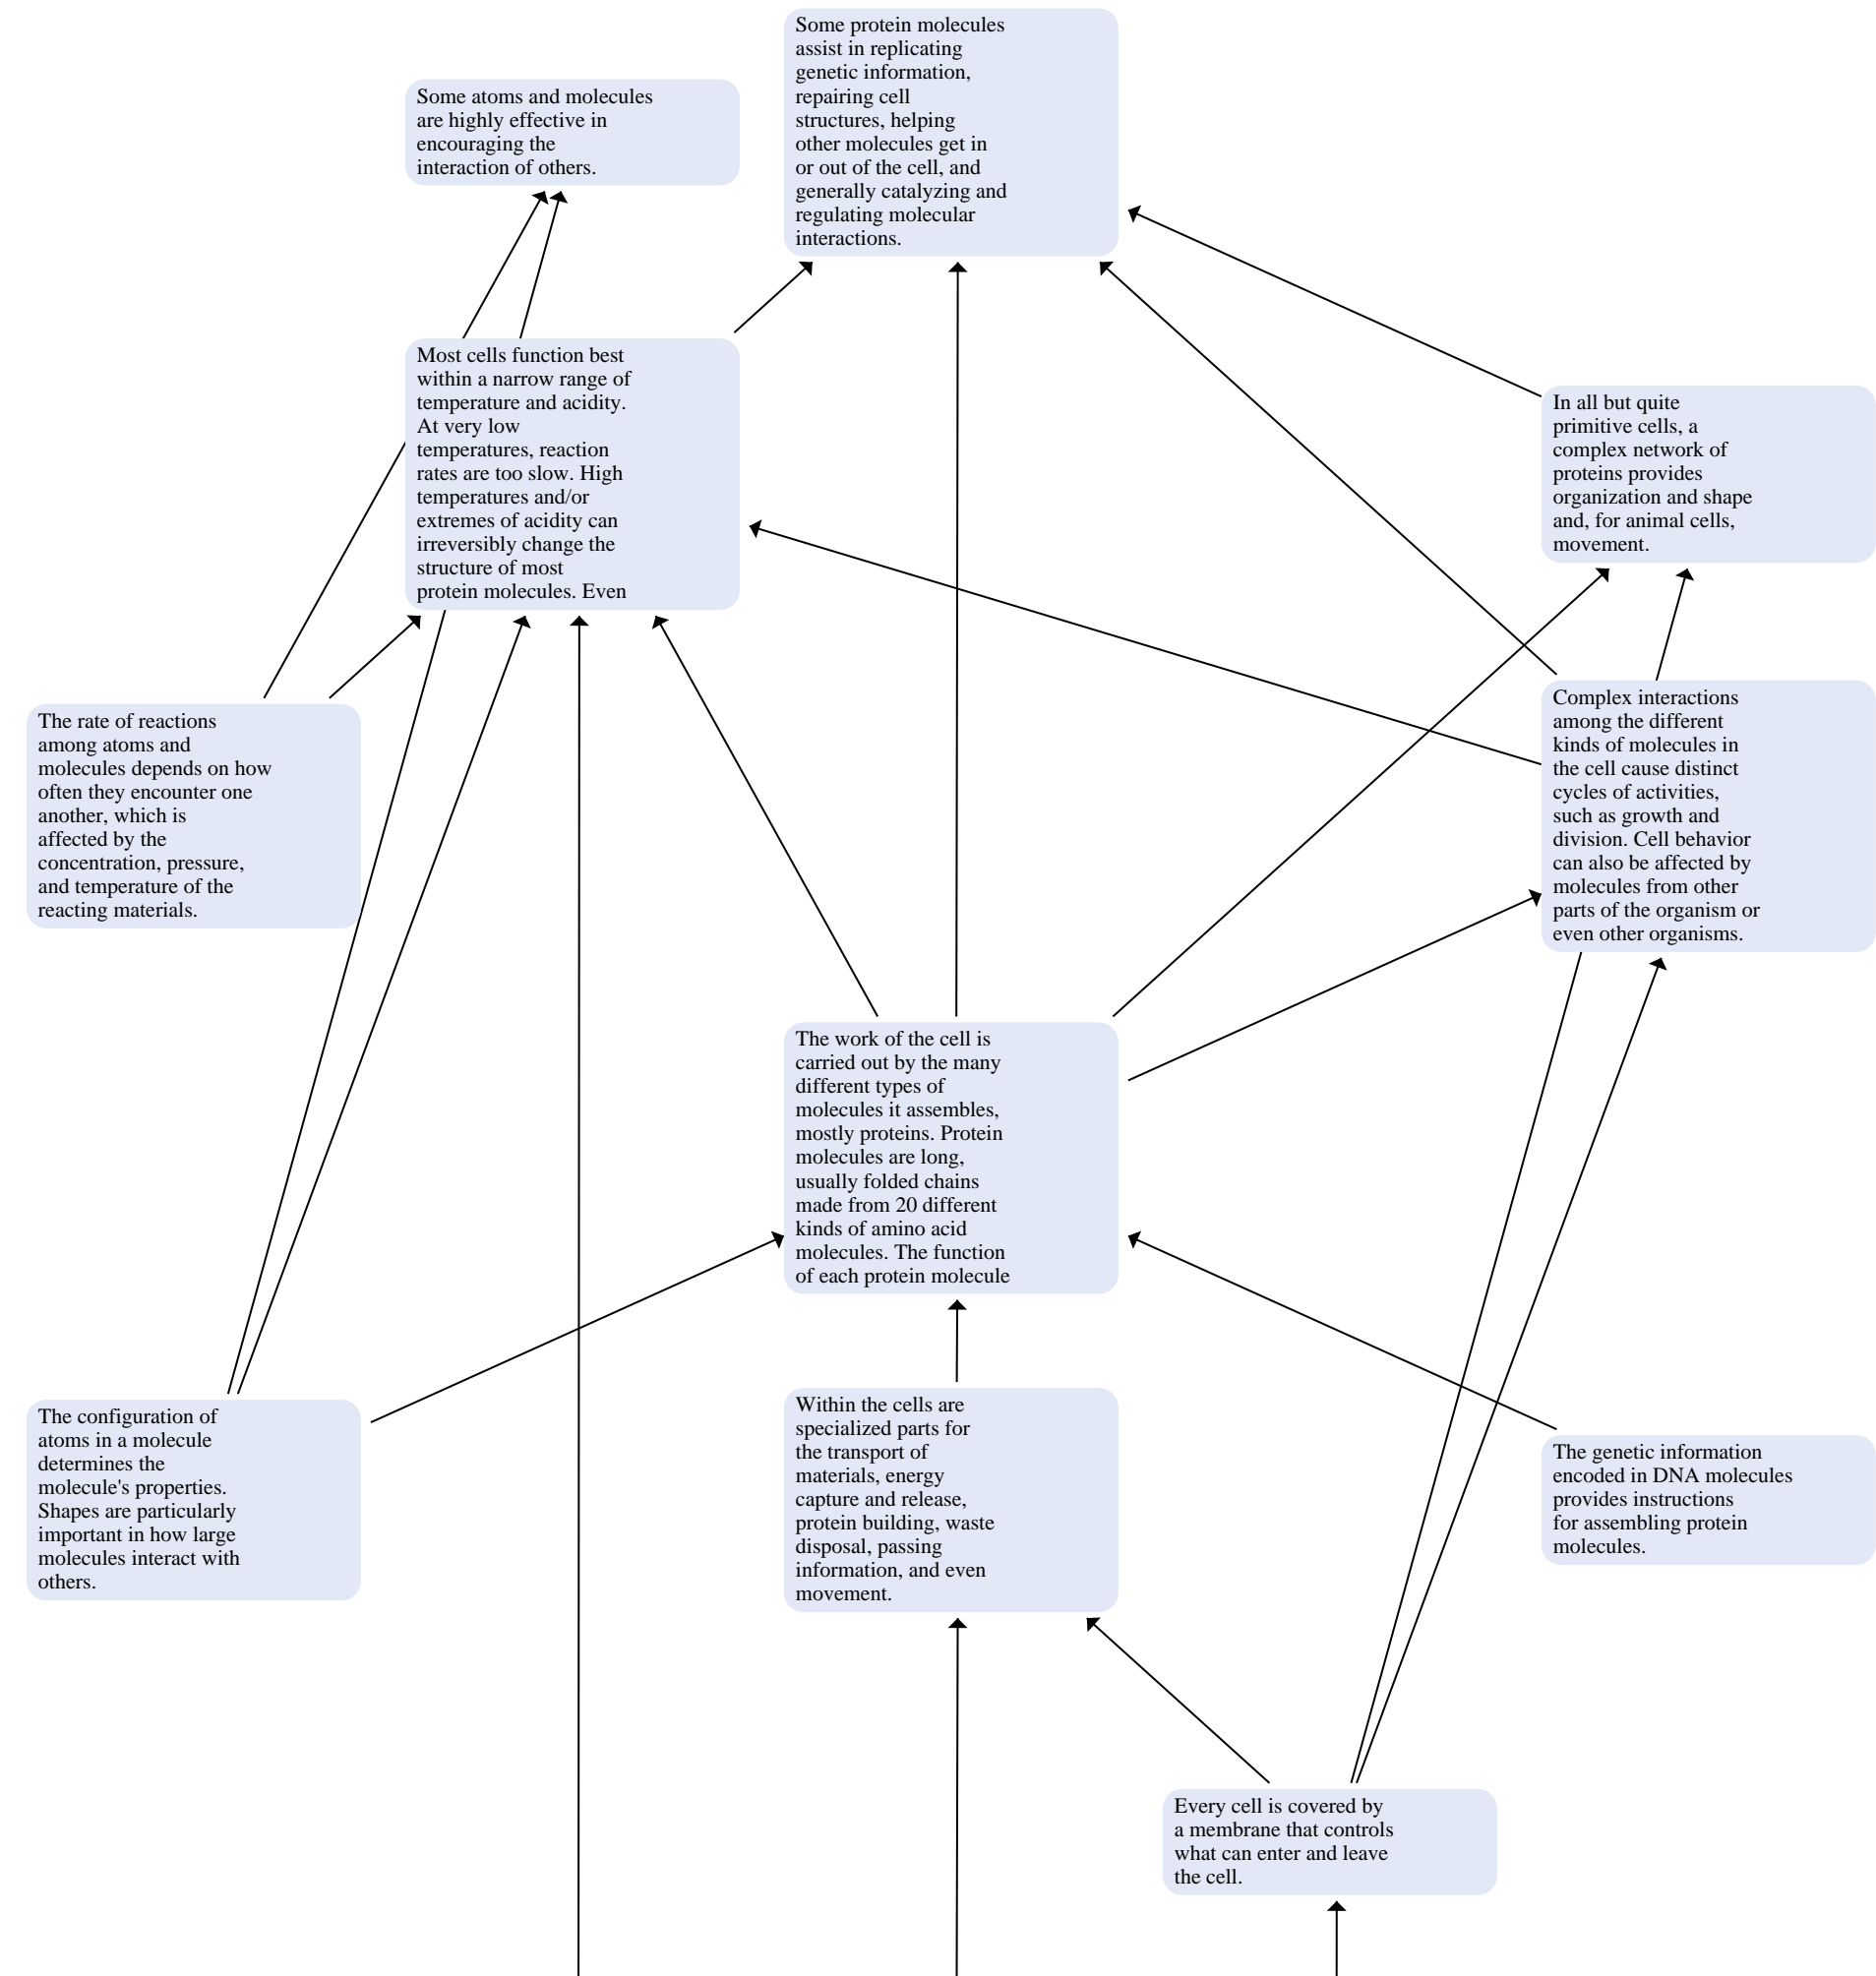 Some protein molecules
assist in replicating
genetic information,
repairing cell
structures, helping
other molecules get in
or out of the cell, and
generally catalyzing and
regulating molecular
interactions.
Some atoms and molecules
are highly effective in
encouraging the
interaction of others.
Most cells function best
within a narrow range of
temperature and acidity.
At very low
temperatures, reaction
rates are too slow. High
temperatures and/or
extremes of acidity can
irreversibly change the
structure of most
protein molecules. Even
In all but quite
primitive cells, a
complex network of
proteins provides
organization and shape
and, for animal cells,
movement.
The rate of reactions
among atoms and
molecules depends on how
often they encounter one
another, which is
affected by the
concentration, pressure,
and temperature of the
reacting materials.
Complex interactions
among the different
kinds of molecules in
the cell cause distinct
cycles of activities,
such as growth and
division. Cell behavior
can also be affected by
molecules from other
parts of the organism or
even other organisms.
The work of the cell is
carried out by the many
different types of
molecules it assembles,
mostly proteins. Protein
molecules are long,
usually folded chains
made from 20 different
kinds of amino acid
molecules. The function
of each protein molecule
The configuration of
atoms in a molecule
determines the
molecule's properties.
Shapes are particularly
important in how large
molecules interact with
others.
Within the cells are
specialized parts for
the transport of
materials, energy
capture and release,
protein building, waste
disposal, passing
information, and even
movement.
The genetic information
encoded in DNA molecules
provides instructions
for assembling protein
molecules.
Every cell is covered by
a membrane that controls
what can enter and leave
the cell.